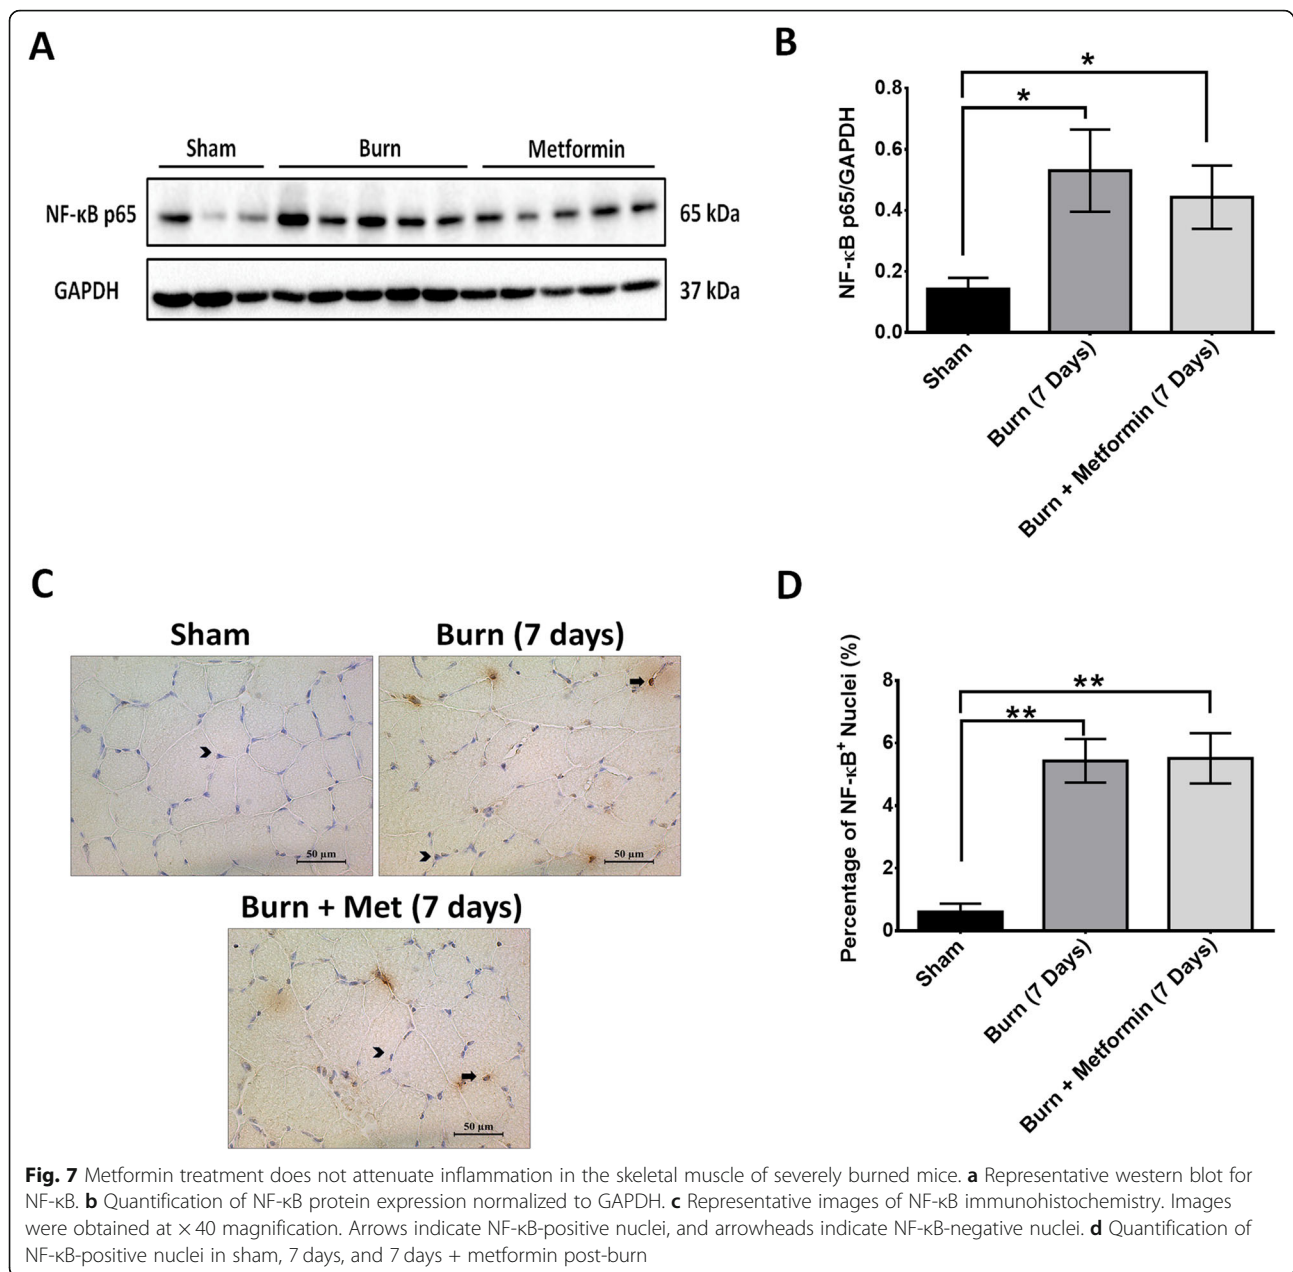 A
Sham Burn Metformin
NF-κB p65 65 kDa
GAPDH 37 kDa
B
NF-κB p65/GAPDH
0.8
0.6
0.4
0.2
0.0
*
*
Sham
Burn (7 Days)
Burn + Metformin (7 Days)
C
Sham
50 µm
Burn (7 days)
50 µm
Burn + Met (7 days)
50 µm
D
Percentage of NF-κB⁺ Nuclei (%)
8
6
4
2
0
**
**
Sham
Burn (7 Days)
Burn + Metformin (7 Days)
Fig. 7 Metformin treatment does not attenuate inflammation in the skeletal muscle of severely burned mice. a Representative western blot for
NF-κB. b Quantification of NF-κB protein expression normalized to GAPDH. c Representative images of NF-κB immunohistochemistry. Images
were obtained at × 40 magnification. Arrows indicate NF-κB-positive nuclei, and arrowheads indicate NF-κB-negative nuclei. d Quantification of
NF-κB-positive nuclei in sham, 7 days, and 7 days + metformin post-burn